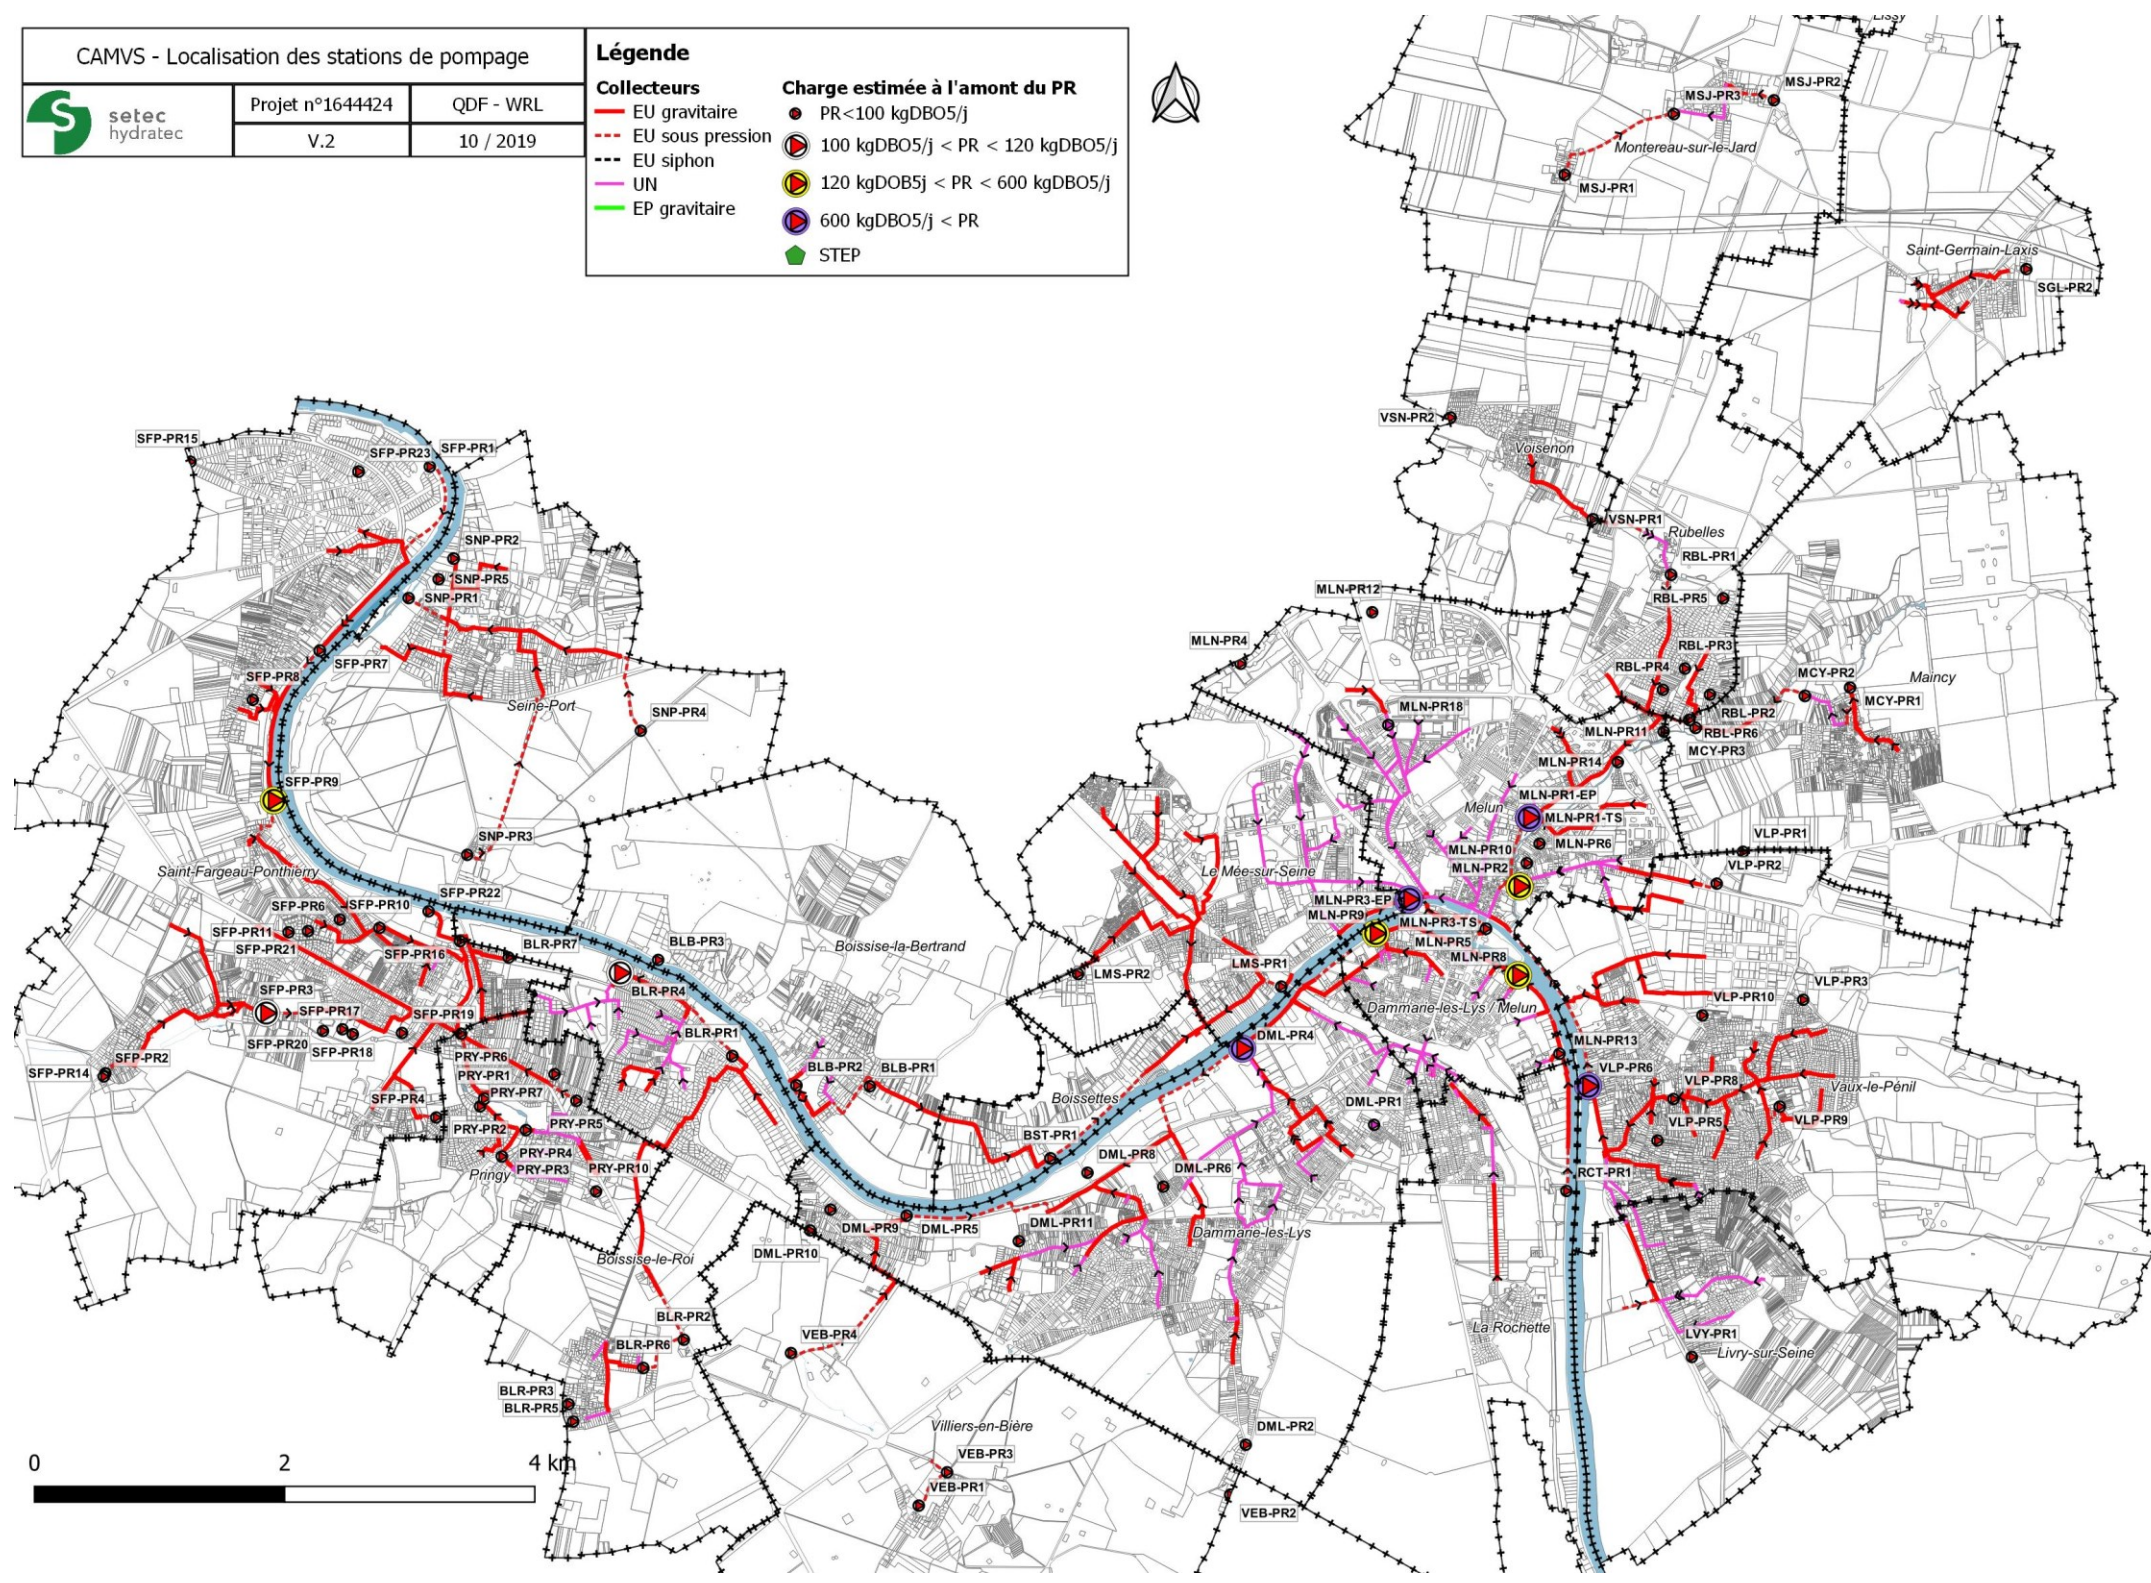 CAMVS - Localisation des stations de pompage
setec
hydratec
Projet n°1644424
QDF - WRL
V.2
10 / 2019
Légende
Collecteurs
EU gravitaire
EU sous pression
EU siphon
UN
EP gravitaire
Charge estimée à l'amont du PR
PR<100 kgDBO5/j
100 kgDBO5/j < PR < 120 kgDBO5/j
120 kgDOB5j < PR < 600 kgDBO5/j
600 kgDBO5/j < PR
STEP
Lissy
MSJ-PR2
MSJ-PR3
Montereau-sur-le-Jard
MSJ-PR1
Saint-Germain-Laxis
SGL-PR2
VSN-PR2
Voisenon
VSN-PR1
Rubelles
RBL-PR1
RBL-PR5
RBL-PR3
RBL-PR4
MCY-PR2
Maincy
MCY-PR1
RBL-PR2
RBL-PR6
MCY-PR3
SFP-PR15
SFP-PR1
SFP-PR23
SNP-PR2
SNP-PR5
SNP-PR1
SFP-PR7
SFP-PR8
Seine-Port
SNP-PR4
SFP-PR9
SNP-PR3
Saint-Fargeau-Ponthierry
SFP-PR22
SFP-PR6
SFP-PR10
SFP-PR11
SFP-PR21
SFP-PR16
BLR-PR7
BLB-PR3
Boissise-la-Bertrand
SFP-PR3
BLR-PR4
SFP-PR17
SFP-PR19
SFP-PR20
SFP-PR18
BLR-PR1
SFP-PR2
SFP-PR14
PRY-PR6
PRY-PR1
PRY-PR7
SFP-PR4
BLB-PR2
BLB-PR1
PRY-PR2
PRY-PR5
PRY-PR4
PRY-PR3
PRY-PR10
Pringy
Boissettes
BST-PR1
MLN-PR12
MLN-PR4
MLN-PR18
MLN-PR11
MLN-PR14
MLN-PR1-EP
Melun
MLN-PR1-TS
MLN-PR10
MLN-PR6
MLN-PR2
VLP-PR1
VLP-PR2
Le Mée-sur-Seine
MLN-PR3-EP
MLN-PR9
MLN-PR3-TS
MLN-PR5
MLN-PR8
LMS-PR2
LMS-PR1
Dammarie-les-Lys / Melun
VLP-PR3
VLP-PR10
DML-PR4
MLN-PR13
VLP-PR6
VLP-PR8
Vaux-le-Pénil
DML-PR1
VLP-PR5
VLP-PR9
DML-PR8
DML-PR6
RCT-PR1
DML-PR9
DML-PR5
DML-PR11
DML-PR10
Dammarie-les-Lys
Boissise-le-Roi
BLR-PR2
BLR-PR6
VEB-PR4
La Rochette
LVY-PR1
Livry-sur-Seine
BLR-PR3
BLR-PR5
Villiers-en-Bière
DML-PR2
VEB-PR3
VEB-PR1
VEB-PR2
0 2 4 km